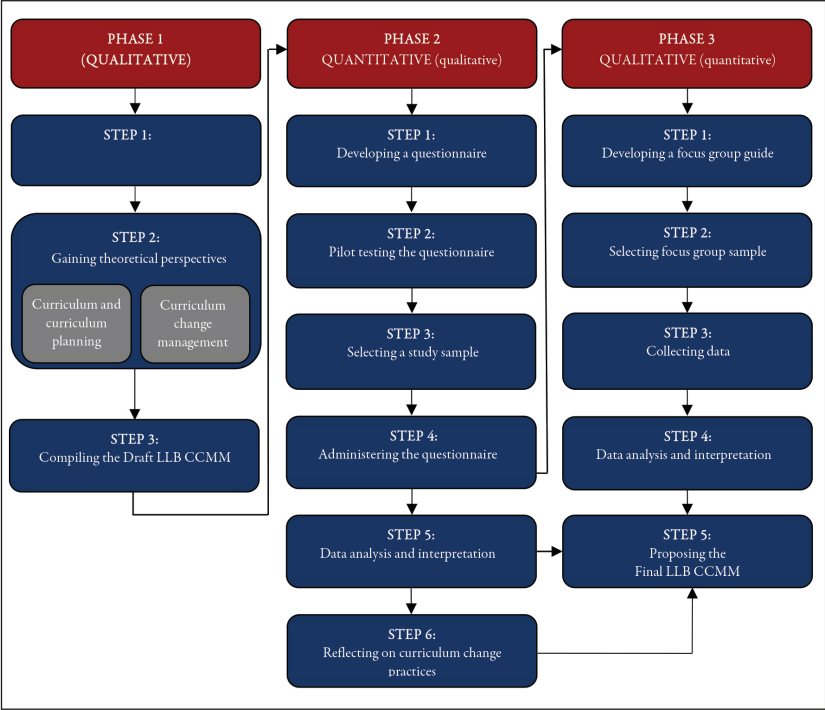 PHASE 1
(QUALITATIVE)
STEP 1:
STEP 2:
Gaining theoretical perspectives
Curriculum and
curriculum
planning
Curriculum
change
management
STEP 3:
Compiling the Draft LLB CCMM
PHASE 2
QUANTITATIVE (qualitative)
STEP 1:
Developing a questionnaire
STEP 2:
Pilot testing the questionnaire
STEP 3:
Selecting a study sample
STEP 4:
Administering the questionnaire
STEP 5:
Data analysis and interpretation
STEP 6:
Reflecting on curriculum change
practices
PHASE 3
QUALITATIVE (quantitative)
STEP 1:
Developing a focus group guide
STEP 2:
Selecting focus group sample
STEP 3:
Collecting data
STEP 4:
Data analysis and interpretation
STEP 5:
Proposing the
Final LLB CCMM